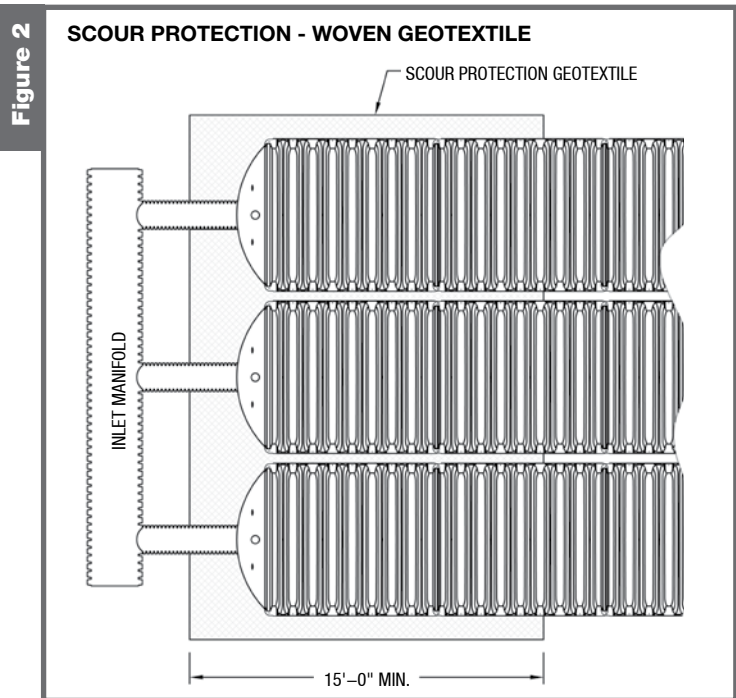 Figure 2
SCOUR PROTECTION - WOVEN GEOTEXTILE
SCOUR PROTECTION GEOTEXTILE
INLET MANIFOLD
15'–0" MIN.